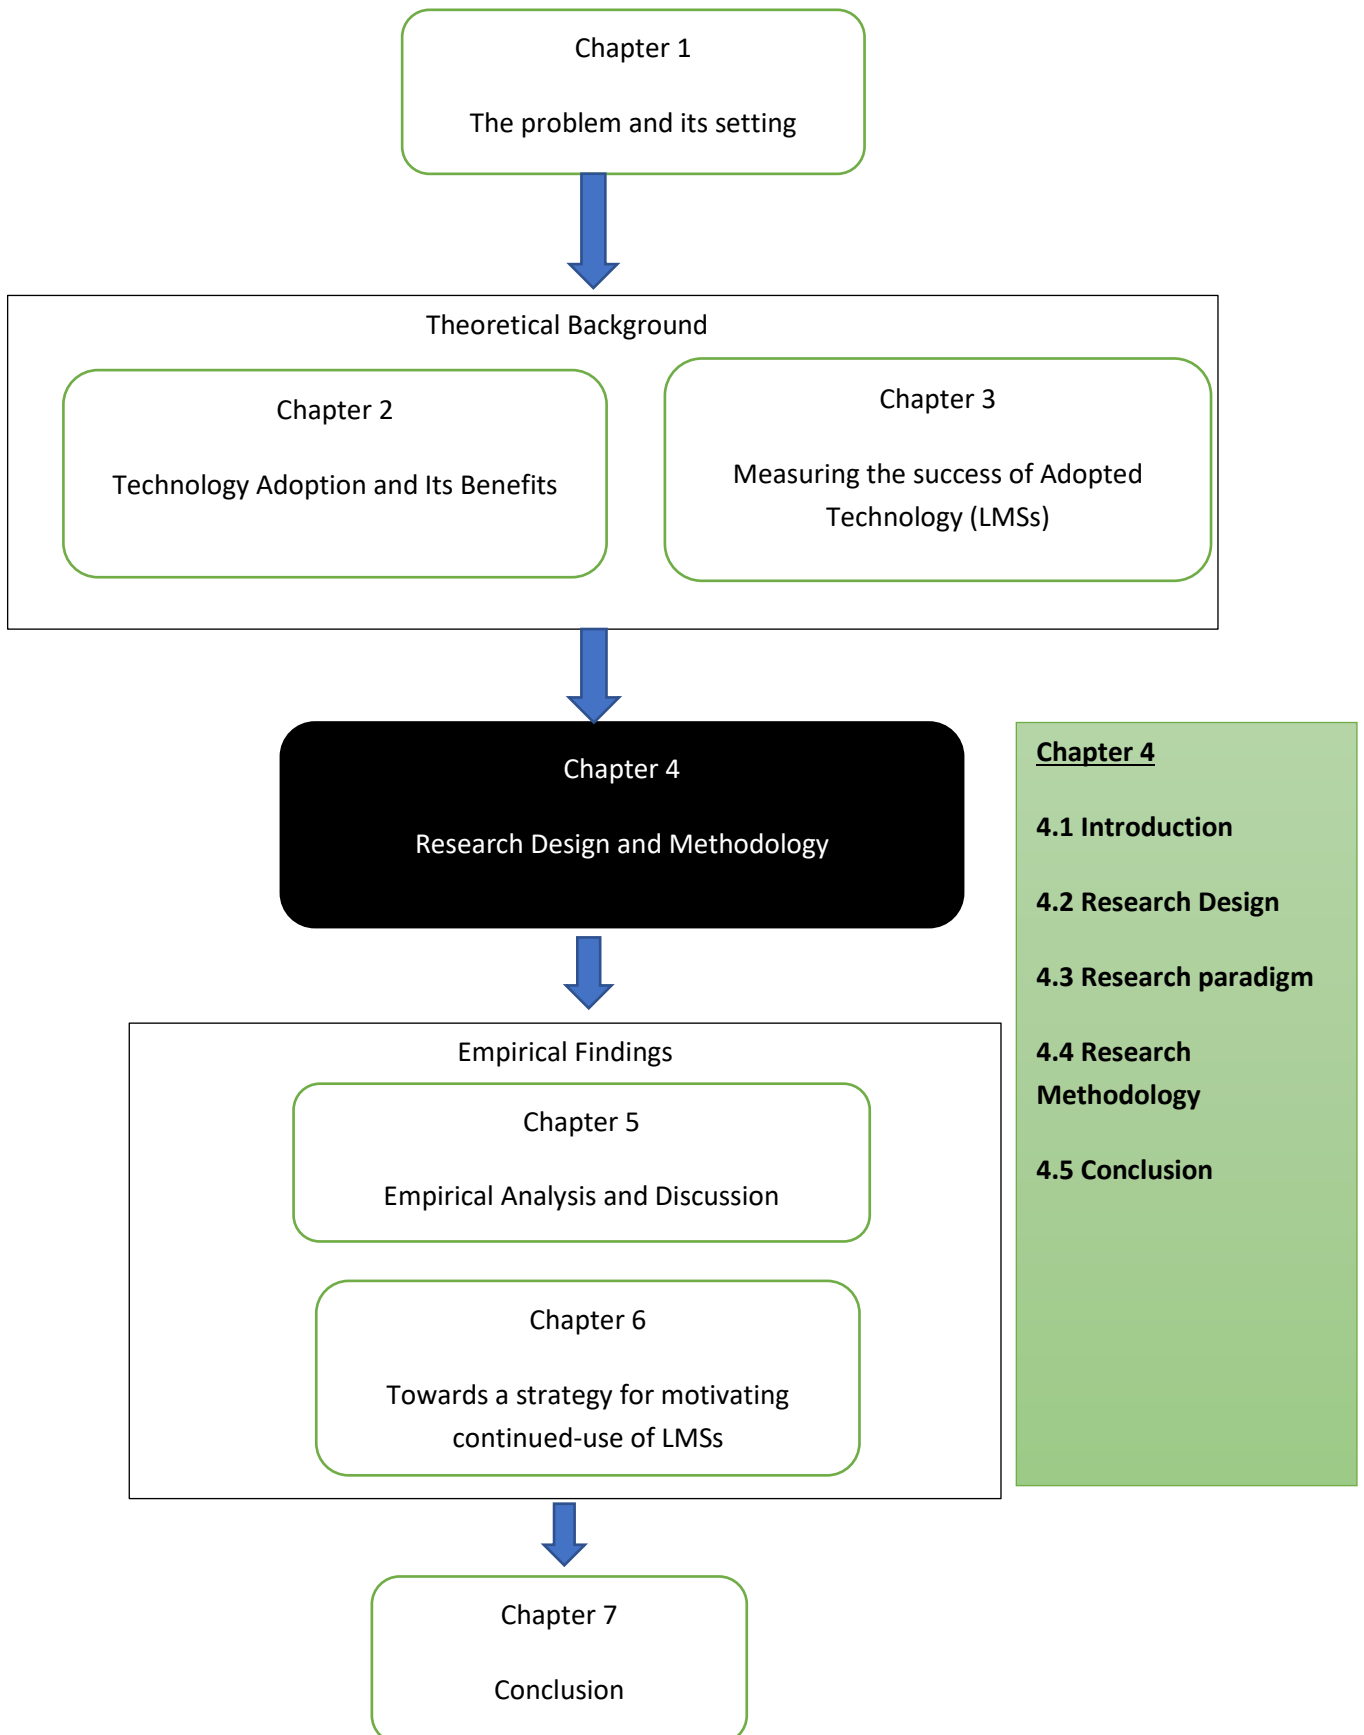 Chapter 1
The problem and its setting
Theoretical Background
Chapter 2
Technology Adoption and Its Benefits
Chapter 3
Measuring the success of Adopted
Technology (LMSs)
Chapter 4
Research Design and Methodology
Chapter 4
4.1 Introduction
4.2 Research Design
4.3 Research paradigm
4.4 Research
Methodology
4.5 Conclusion
Empirical Findings
Chapter 5
Empirical Analysis and Discussion
Chapter 6
Towards a strategy for motivating
continued-use of LMSs
Chapter 7
Conclusion